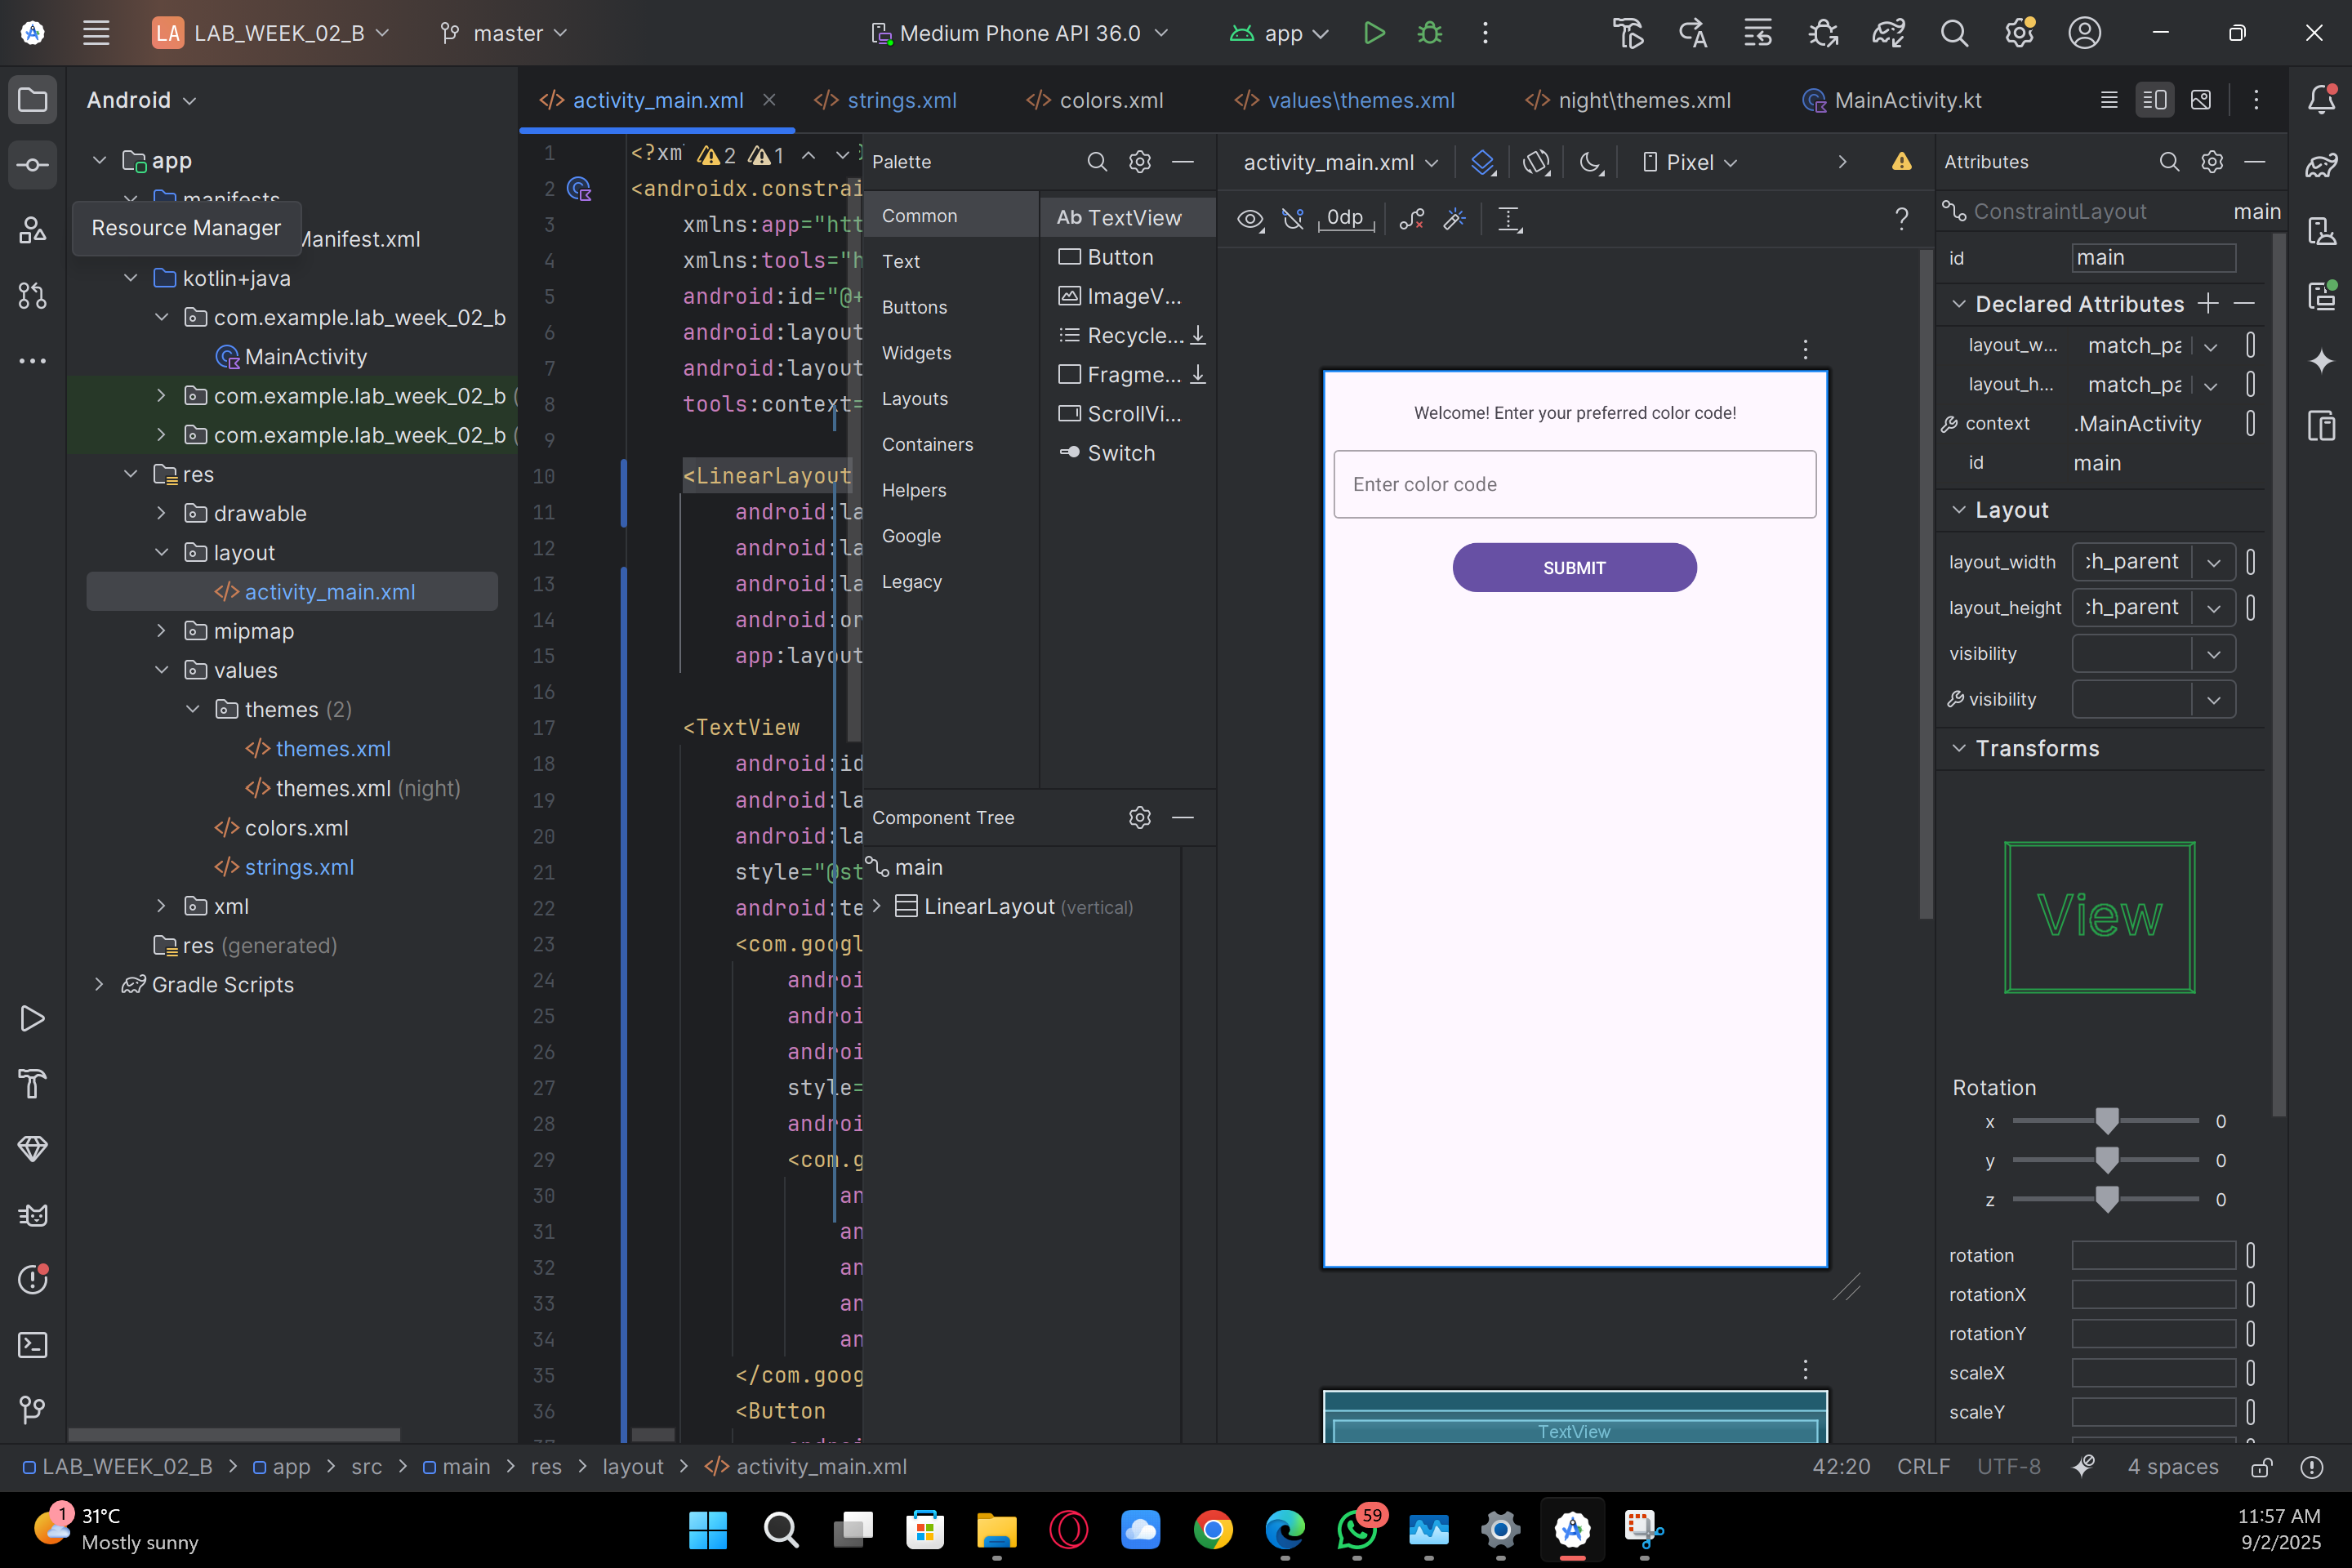 LA LAB_WEEK_02_B
master
Medium Phone API 36.0
app
Android
activity_main.xml
strings.xml
colors.xml
values\themes.xml
night\themes.xml
MainActivity.kt
app
manifests
Resource Manager
Manifest.xml
kotlin+java
com.example.lab_week_02_b
MainActivity
com.example.lab_week_02_b (
com.example.lab_week_02_b (
res
drawable
layout
activity_main.xml
mipmap
values
themes (2)
themes.xml
themes.xml (night)
colors.xml
strings.xml
xml
res (generated)
Gradle Scripts
2 1
1 <?xm
2 <androidx.constrai
3 xmlns:app="htt
4 xmlns:tools="h
5 android:id="@+
6 android:layout
7 android:layout
8 tools:context=
9
10 <LinearLayout
11 android:la
12 android:la
13 android:la
14 android:or
15 app:layout
16
17 <TextView
18 android:id
19 android:la
20 android:la
21 style="@st
22 android:te
23 <com.googl
24 androi
25 androi
26 androi
27 style=
28 androi
29 <com.g
30 an
31 an
32 an
33 an
34 an
35 </com.goog
36 <Button
Palette
Common
Text
Buttons
Widgets
Layouts
Containers
Helpers
Google
Legacy
Ab TextView
Button
ImageV...
Recycle...
Fragme...
ScrollVi...
Switch
Component Tree
main
LinearLayout (vertical)
activity_main.xml
Pixel
0dp
?
Welcome! Enter your preferred color code!
Enter color code
SUBMIT
TextView
Attributes
ConstraintLayout main
id main
Declared Attributes
layout_w... match_pa
layout_h... match_pa
context .MainActivity
id main
Layout
layout_width :h_parent
layout_height :h_parent
visibility
visibility
Transforms
View
Rotation
x 0
y 0
z 0
rotation
rotationX
rotationY
scaleX
scaleY
LAB_WEEK_02_B > app > src > main > res > layout > activity_main.xml
42:20 CRLF UTF-8 4 spaces
1
31°C
Mostly sunny
59
11:57 AM
9/2/2025